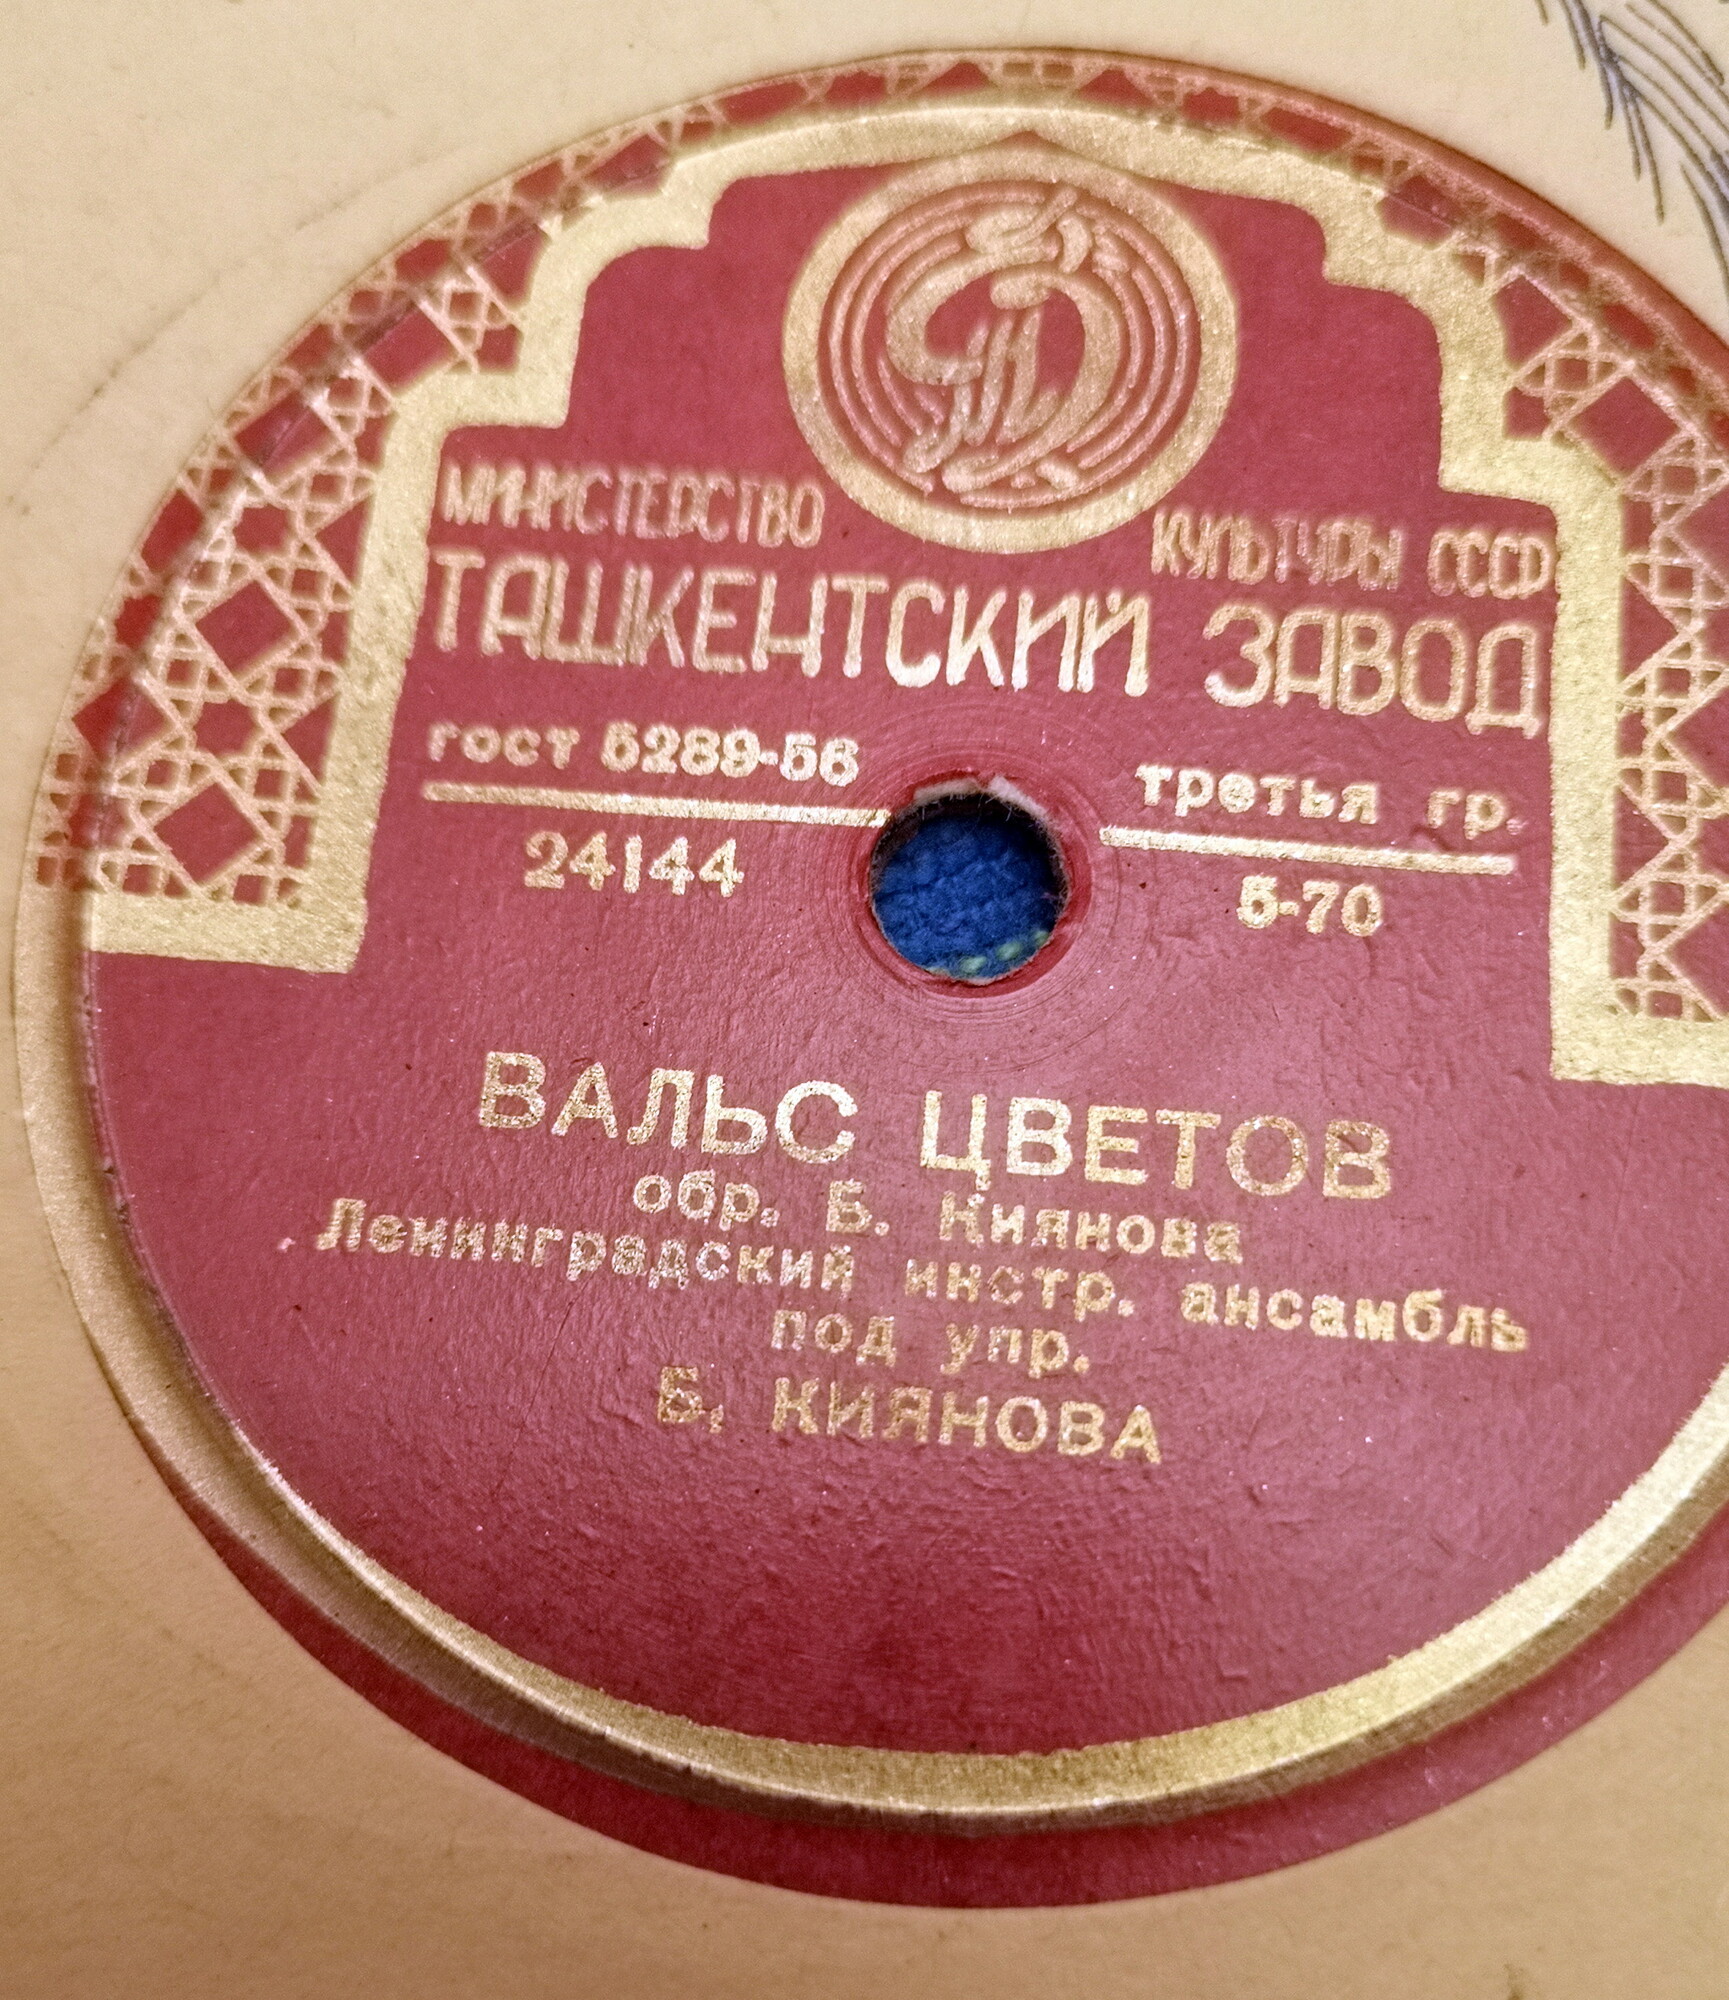 МИНИСТЕРСТВО КУЛЬТУРЫ СССР
ТАШКЕНТСКИЙ ЗАВОД
гост 5289-56 третья гр.
24144 5-70
ВАЛЬС ЦВЕТОВ
обр. Б. Киянова
Ленинградский инстр. ансамбль
под упр.
Б. КИЯНОВА